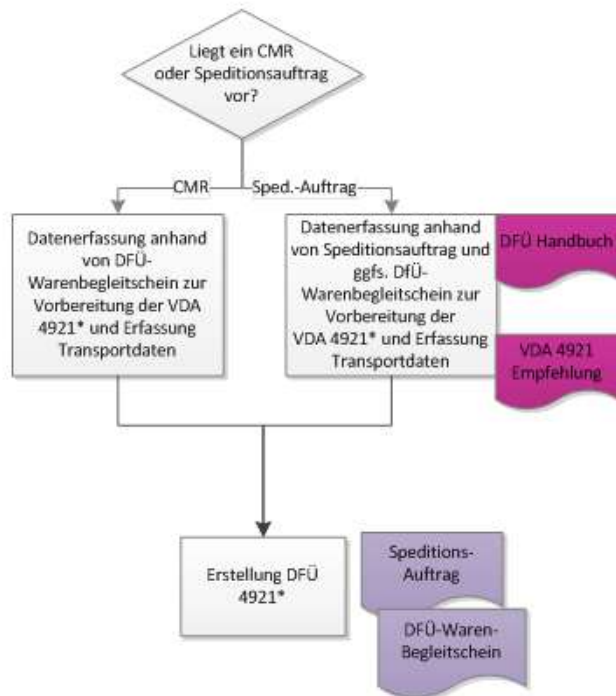 Liegt ein CMR
oder Speditionsauftrag
vor?
CMR
Sped.-Auftrag
Datenerfassung anhand
von DFÜ-
Warenbegleitschein zur
Vorbereitung der VDA
4921* und Erfassung
Transportdaten
Datenerfassung anhand
von Speditionsauftrag und
ggfs. DfÜ-
Warenbegleitschein zur
Vorbereitung der
VDA 4921* und Erfassung
Transportdaten
DFÜ Handbuch
VDA 4921
Empfehlung
Erstellung DFÜ
4921*
Speditions-
Auftrag
DFÜ-Waren-
Begleitschein